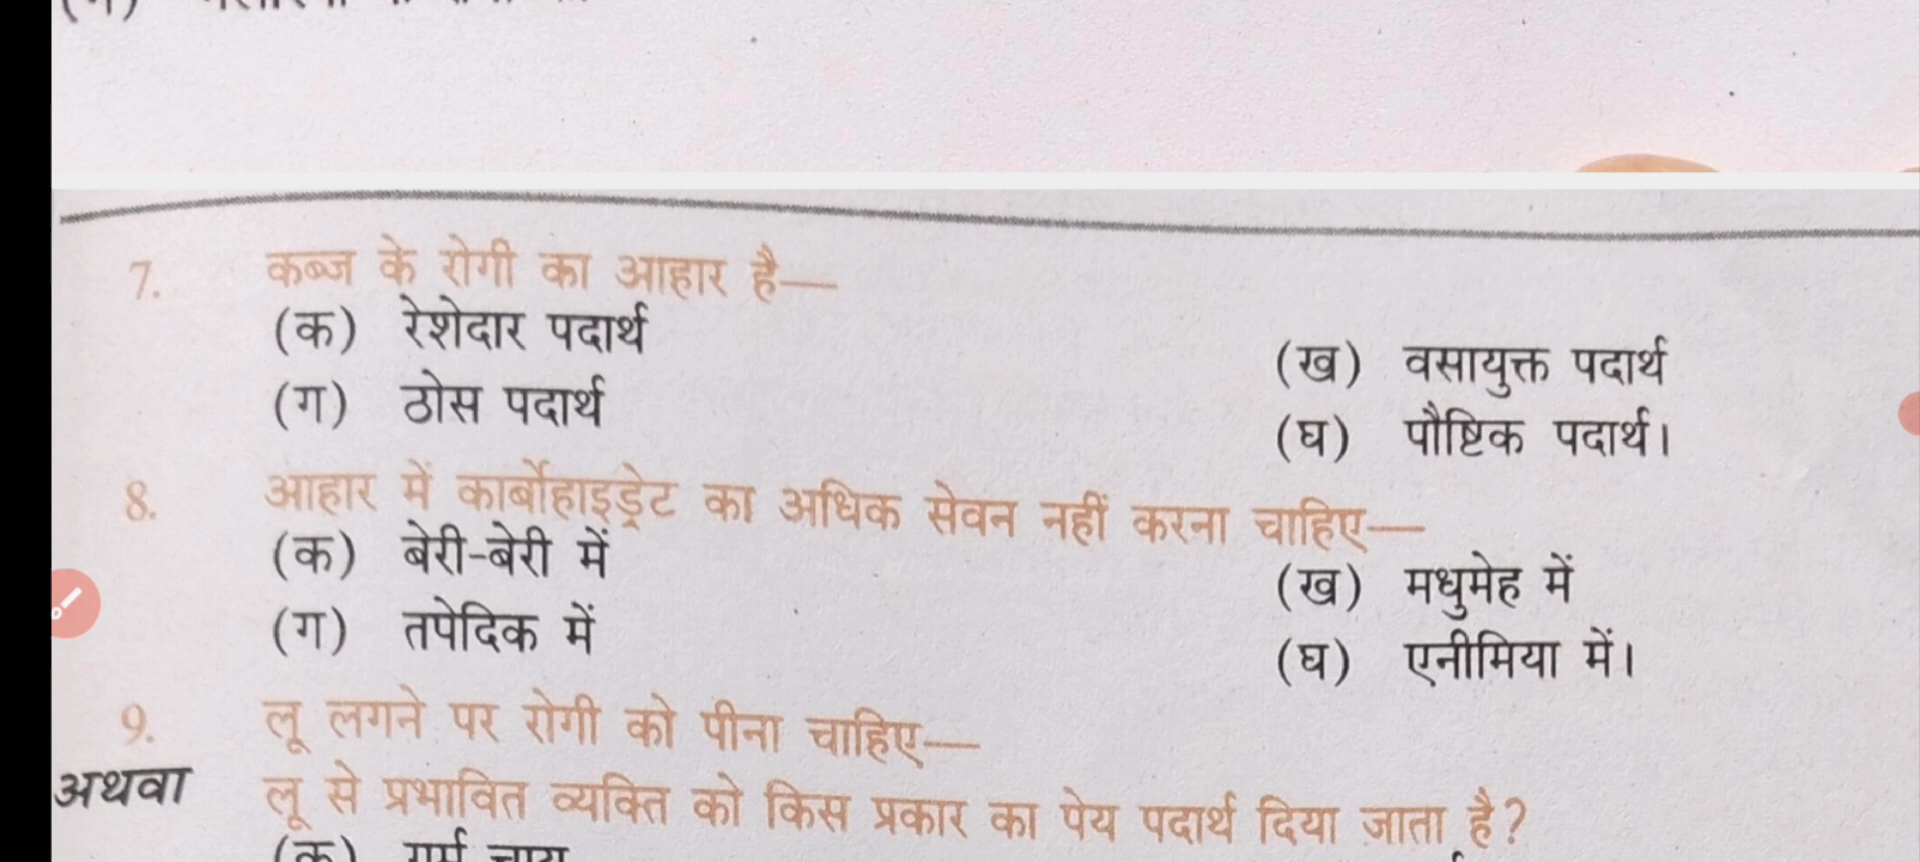 7. कब्ज के रोगी का आहार है—
(क) रेशेदार पदार्थ
(ख) वसायुक्त पदार्थ
(ग) ठोस पदार्थ
(घ) पौष्टिक पदार्थ।
8. आहार में कार्बोहाइड्रेट का अधिक सेवन नहीं करना चाहिए—
(क) बेरी-बेरी में
(ख) मधुमेह में
(ग) तपेदिक में
(घ) एनीमिया में।
9. लू लगने पर रोगी को पीना चाहिए—
अथवा लू से प्रभावित व्यक्ति को किस प्रकार का पेय पदार्थ दिया जाता है?
(क) गर्म चाय